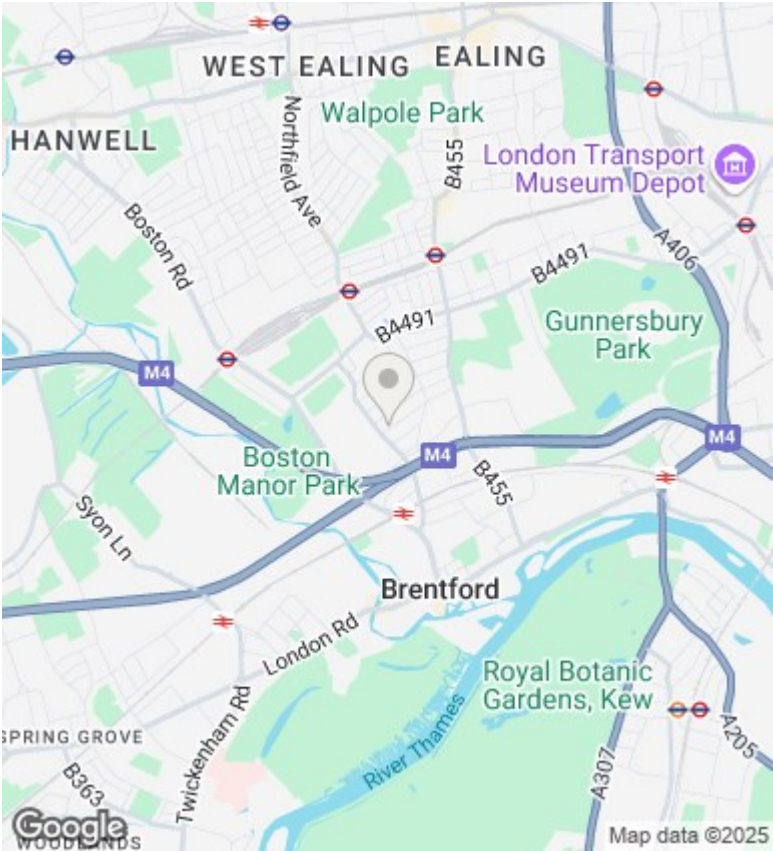 WEST EALING
EALING
Walpole Park
HANWELL
Northfield Ave
B455
London Transport
Museum Depot
Boston Rd
A406
B4491
B4491
Gunnersbury
Park
M4
M4
M4
Boston
Manor Park
B455
Syon Ln
Brentford
London Rd
Royal Botanic
Gardens, Kew
River Thames
Twickenham Rd
SPRING GROVE
B363
A307
A205
Google
WOODLANDS
Map data ©2025